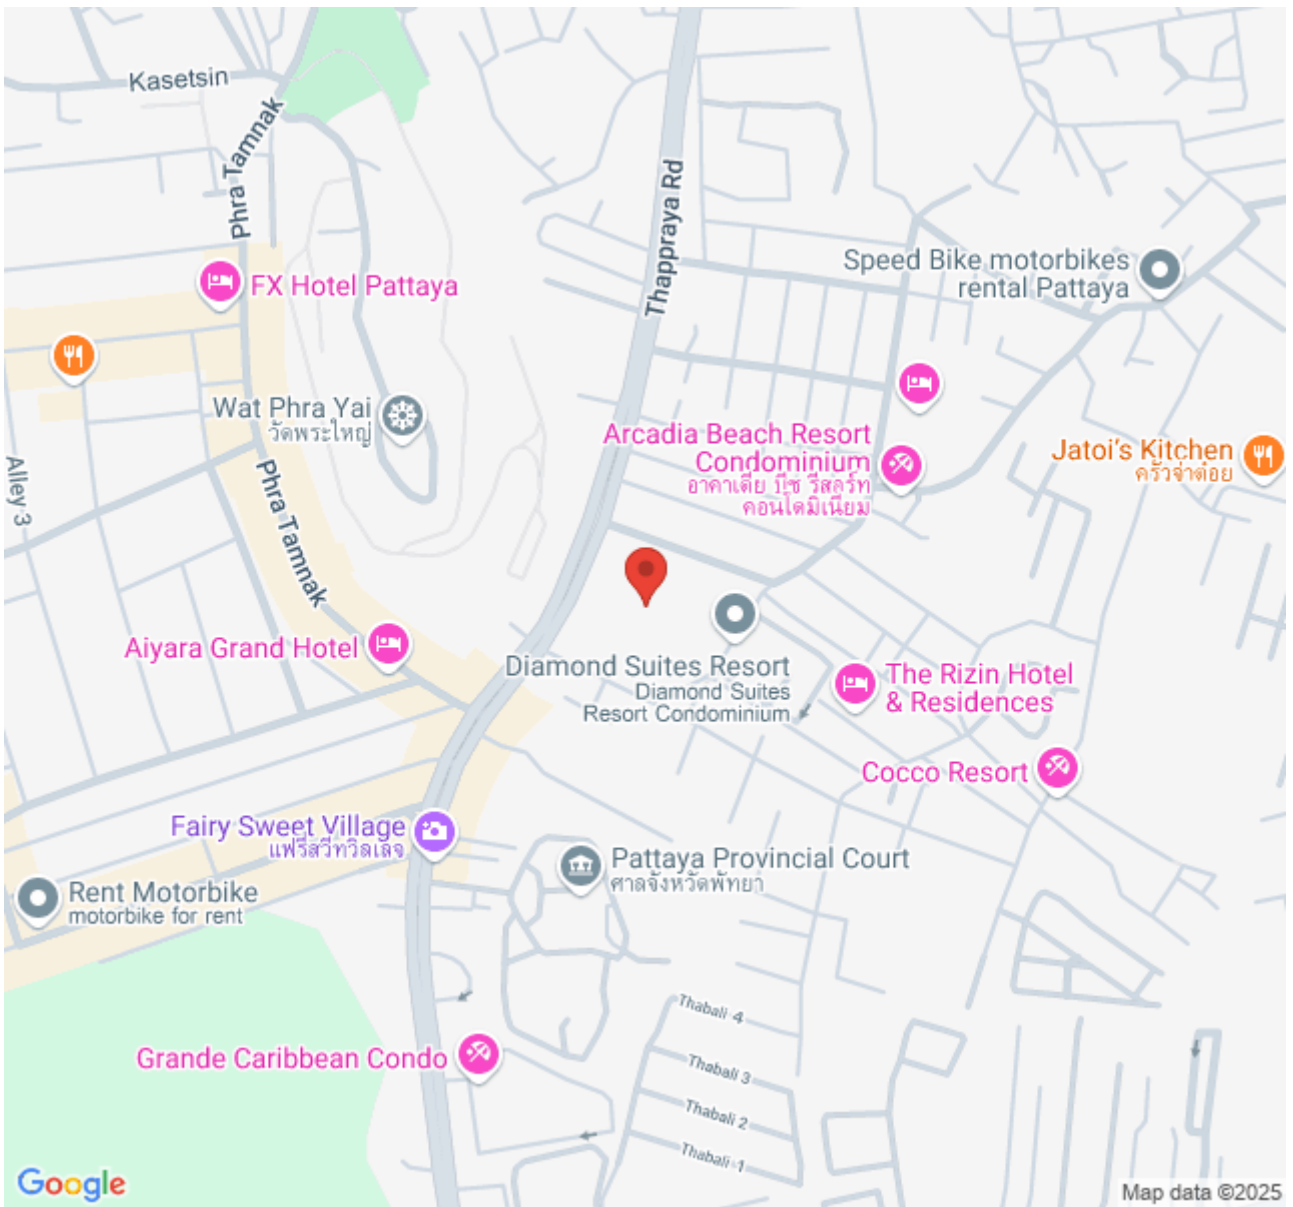 Kasetsin
Phra Tamnak
Thappraya Rd
Speed Bike motorbikes
rental Pattaya
FX Hotel Pattaya
Wat Phra Yai
วัดพระใหญ่
Arcadia Beach Resort
Condominium
อาคาเดีย บีช รีสอร์ท
คอนโดมิเนียม
Jatoi's Kitchen
ครัวจ่าต๋อย
Alley 3
Phra Tamnak
Aiyara Grand Hotel
Diamond Suites Resort
Diamond Suites
Resort Condominium
The Rizin Hotel
& Residences
Cocco Resort
Fairy Sweet Village
แฟรี่สวีทวิลเลจ
Pattaya Provincial Court
ศาลจังหวัดพัทยา
Rent Motorbike
motorbike for rent
Thabali 4
Grande Caribbean Condo
Thabali 3
Thabali 2
Thabali 1
Google
Map data ©2025